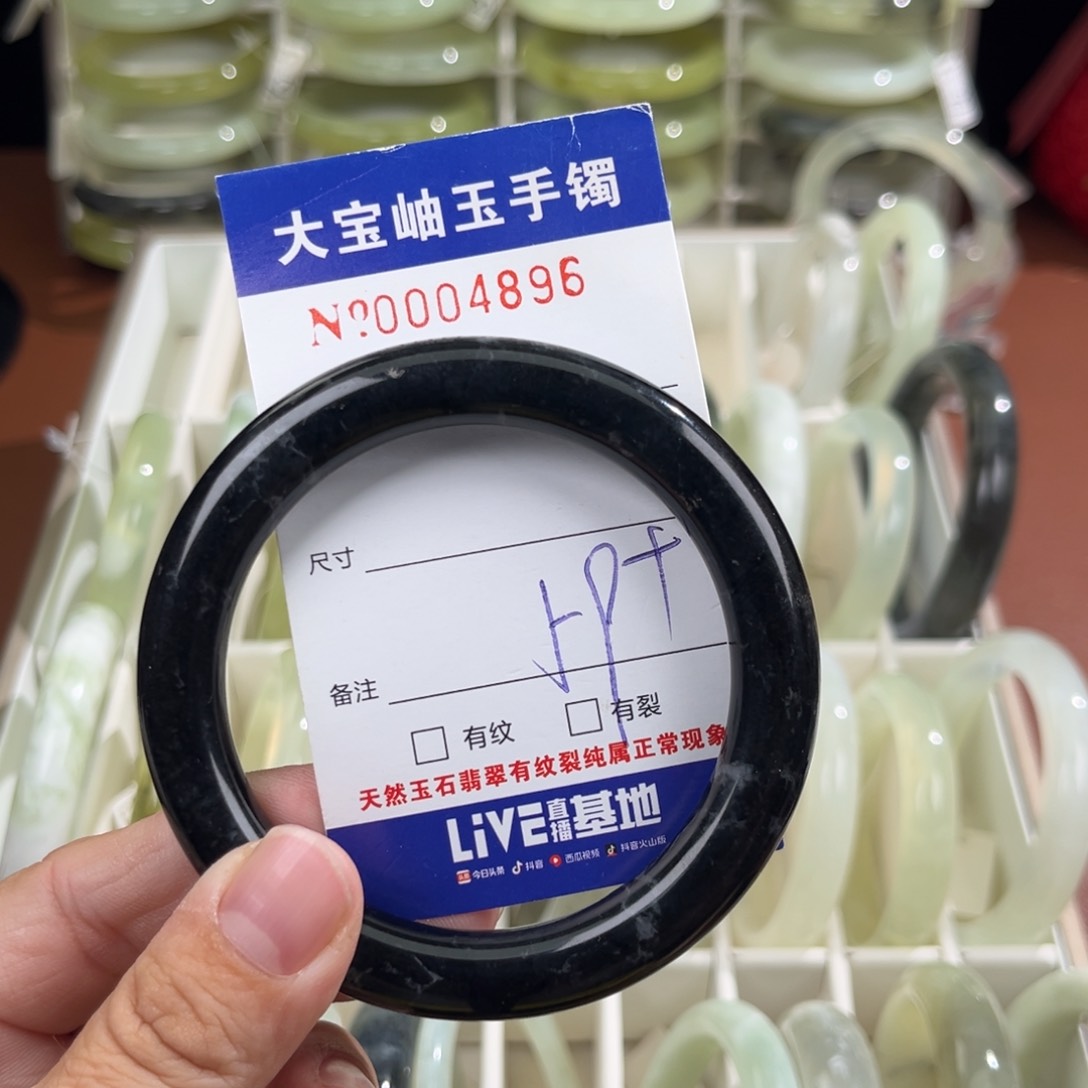 大宝岫玉手镯
Nº0004896
尺寸
备注
有纹 有裂
天然玉石翡翠有纹裂纯属正常现象
LiVE直播基地
今日头条 抖音 西瓜视频 抖音火山版